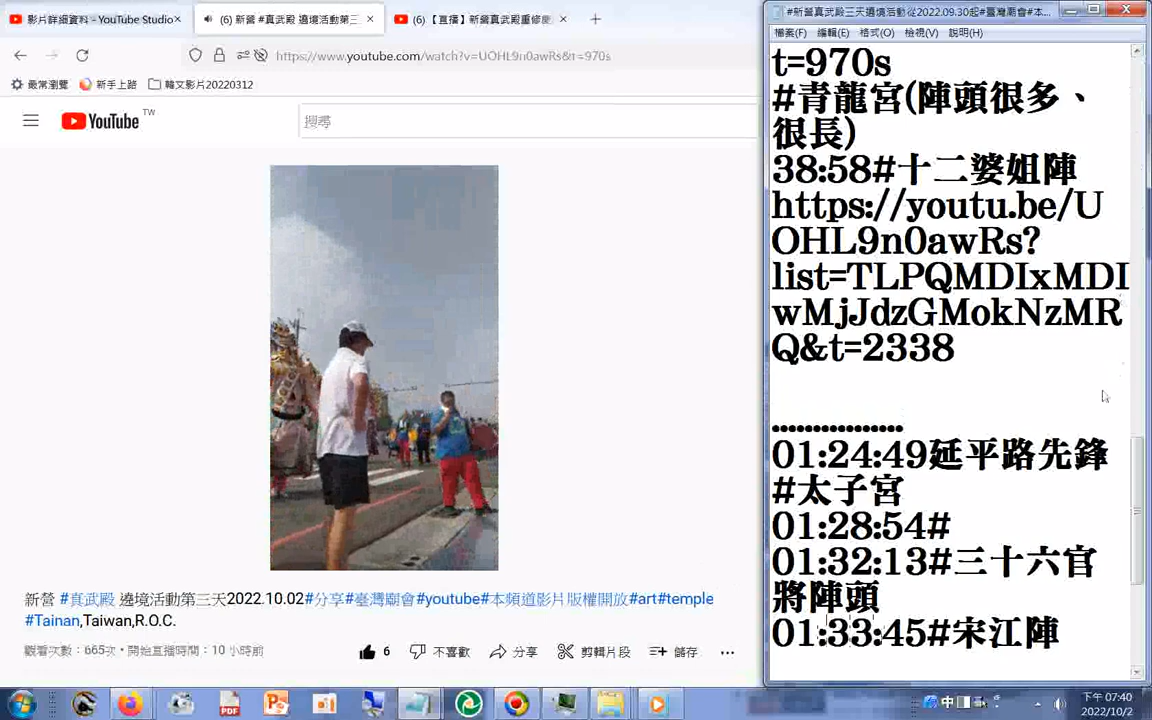 影片詳細資料 - YouTube Studio
(6) 新營 #真武殿 遶境活動第三
(6) 【直播】新營真武殿重修慶
https://www.youtube.com/watch?v=UOHL9n0awRs&t=970s
最常瀏覽
新手上路
韓文影片20220312
YouTube TW
搜尋
新營 #真武殿 遶境活動第三天2022.10.02#分享#臺灣廟會#youtube#本頻道影片版權開放#art#temple
#Tainan,Taiwan,R.O.C.
觀看次數：665次 • 開始直播時間：10 小時前
6
不喜歡
分享
剪輯片段
儲存
#新營真武殿三天遶境活動從2022.09.30起#臺灣廟會#本...
檔案(F) 編輯(E) 格式(O) 檢視(V) 說明(H)
t=970s
#青龍宮(陣頭很多、
很長)
38:58#十二婆姐陣
https://youtu.be/U
OHL9n0awRs?
list=TLPQMDIxMDI
wMjJdzGMokNzMR
Q&t=2338
................
01:24:49延平路先鋒
#太子宮
01:28:54#
01:32:13#三十六官
將陣頭
01:33:45#宋江陣
中
下午 07:40
2022/10/2